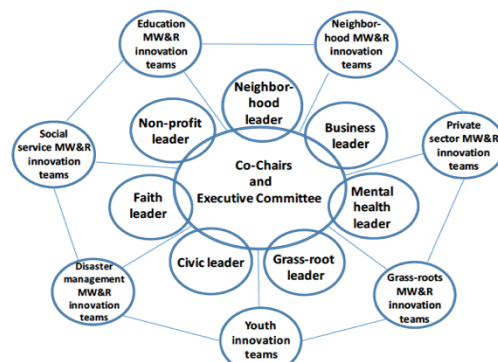 Education
MW&R
innovation
teams
Neighbor-
hood MW&R
innovation
teams
Neighbor-
hood
leader
Non-profit
leader
Business
leader
Social
service MW&R
innovation
teams
Private
sector MW&R
innovation
teams
Co-Chairs
and
Executive Committee
Faith
leader
Mental
health
leader
Civic leader
Grass-root
leader
Disaster
management
MW&R
innovation
teams
Grass-roots
MW&R
innovation
teams
Youth
innovation
teams